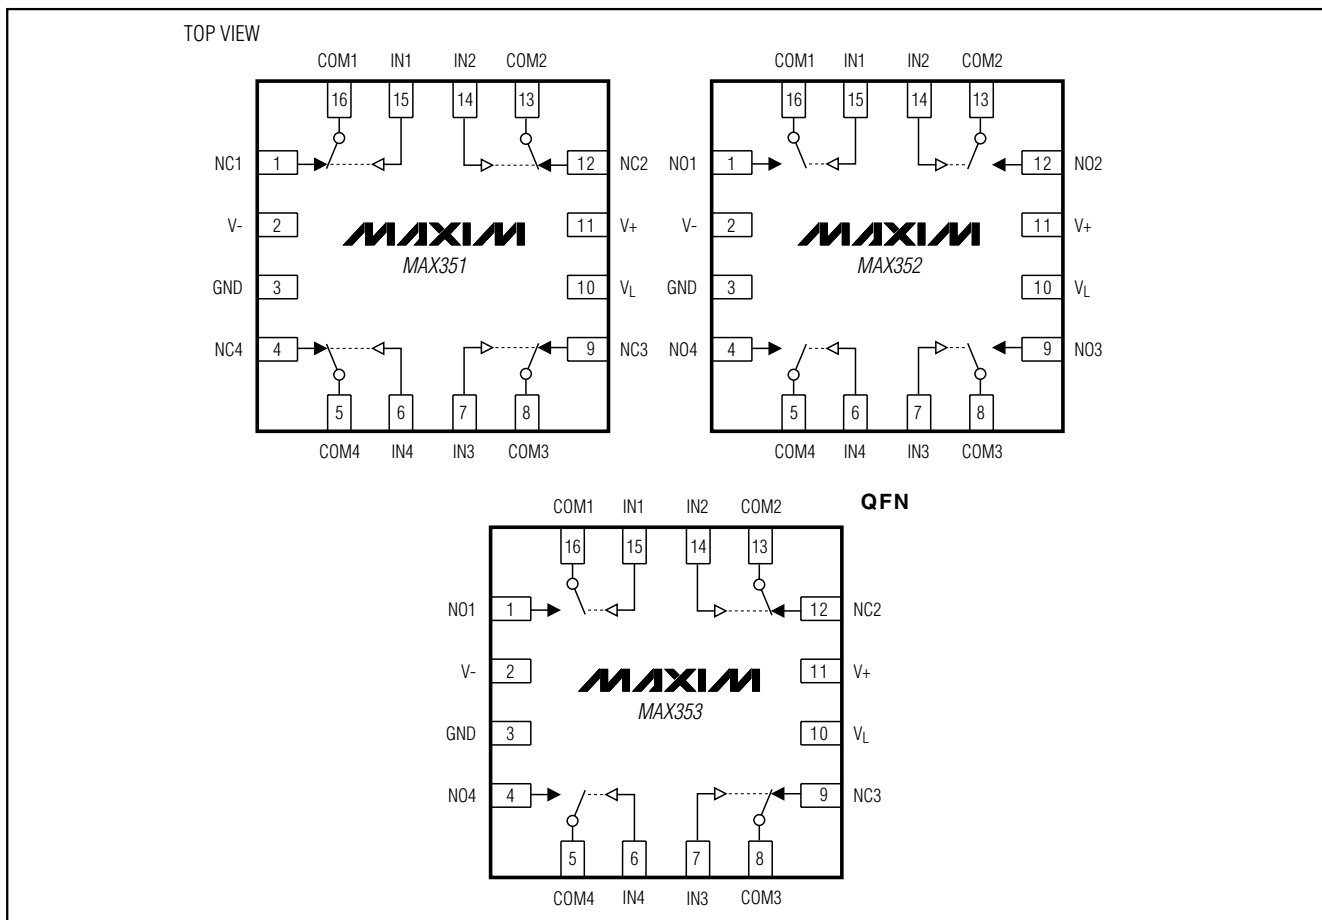 TOP VIEW
COM1 IN1 IN2 COM2
16 15 14 13
NC1 1 12 NC2
V- 2 11 V+
MAXIM
MAX351
GND 3 10 VL
NC4 4 9 NC3
5 6 7 8
COM4 IN4 IN3 COM3
COM1 IN1 IN2 COM2
16 15 14 13
NO1 1 12 NO2
V- 2 11 V+
MAXIM
MAX352
GND 3 10 VL
NO4 4 9 NO3
5 6 7 8
COM4 IN4 IN3 COM3
QFN
COM1 IN1 IN2 COM2
16 15 14 13
NO1 1 12 NC2
V- 2 11 V+
MAXIM
MAX353
GND 3 10 VL
NO4 4 9 NC3
5 6 7 8
COM4 IN4 IN3 COM3